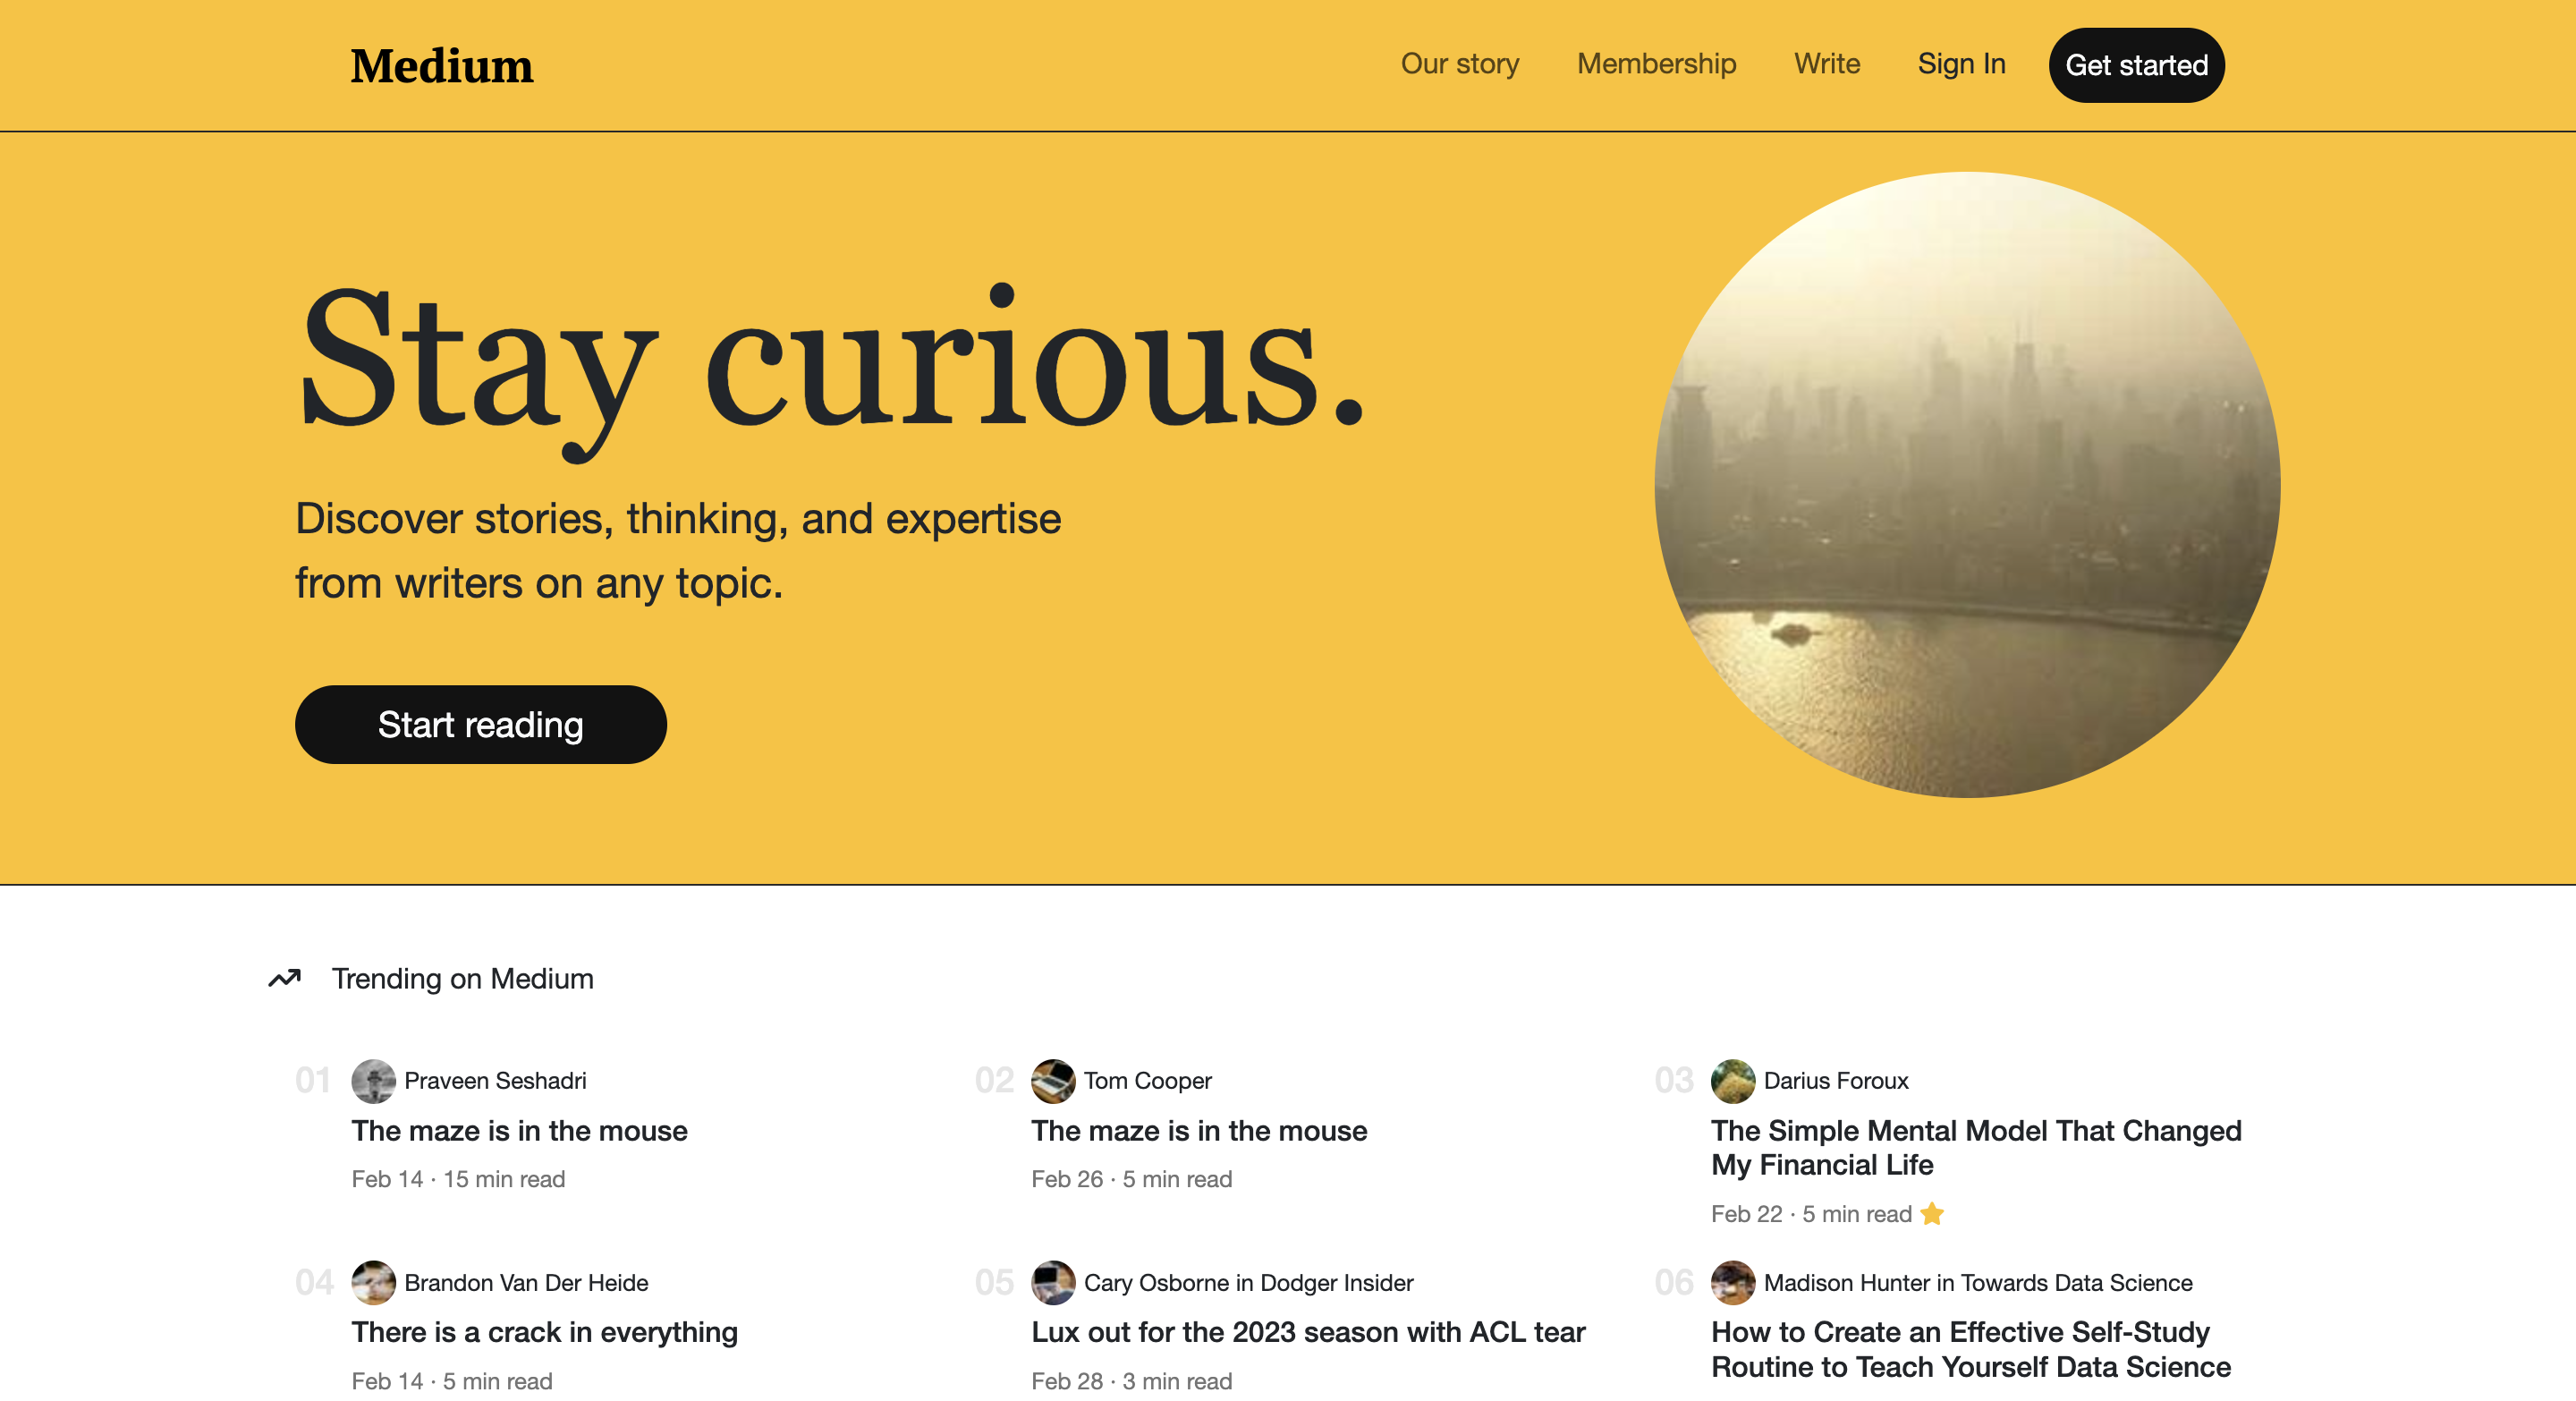 Medium
Our story
Membership
Write
Sign In
Get started
Stay curious.
Discover stories, thinking, and expertise
from writers on any topic.
Start reading
Trending on Medium
01
Praveen Seshadri
The maze is in the mouse
Feb 14 · 15 min read
02
Tom Cooper
The maze is in the mouse
Feb 26 · 5 min read
03
Darius Foroux
The Simple Mental Model That Changed
My Financial Life
Feb 22 · 5 min read
04
Brandon Van Der Heide
There is a crack in everything
Feb 14 · 5 min read
05
Cary Osborne in Dodger Insider
Lux out for the 2023 season with ACL tear
Feb 28 · 3 min read
06
Madison Hunter in Towards Data Science
How to Create an Effective Self-Study
Routine to Teach Yourself Data Science